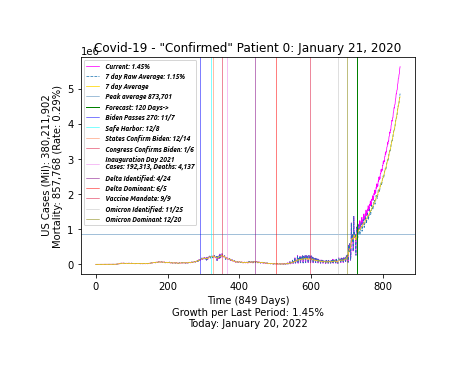 Covid-19 - "Confirmed" Patient 0: January 21, 2020
1e6
5
4
3
2
1
0
US Cases (Mil): 380,211,902
Mortality: 857,768 (Rate: 0.29%)
Current: 1.45%
7 day Raw Average: 1.15%
7 day Average
Peak average 873,701
Forecast: 120 Days->
Biden Passes 270: 11/7
Safe Harbor: 12/8
States Confirm Biden: 12/14
Congress Confirms Biden: 1/6
Inauguration Day 2021
Cases: 192,313, Deaths: 4,137
Delta Identified: 4/24
Delta Dominant: 6/5
Vaccine Mandate: 9/9
Omicron Identified: 11/25
Omicron Dominant 12/20
0 200 400 600 800
Time (849 Days)
Growth per Last Period: 1.45%
Today: January 20, 2022